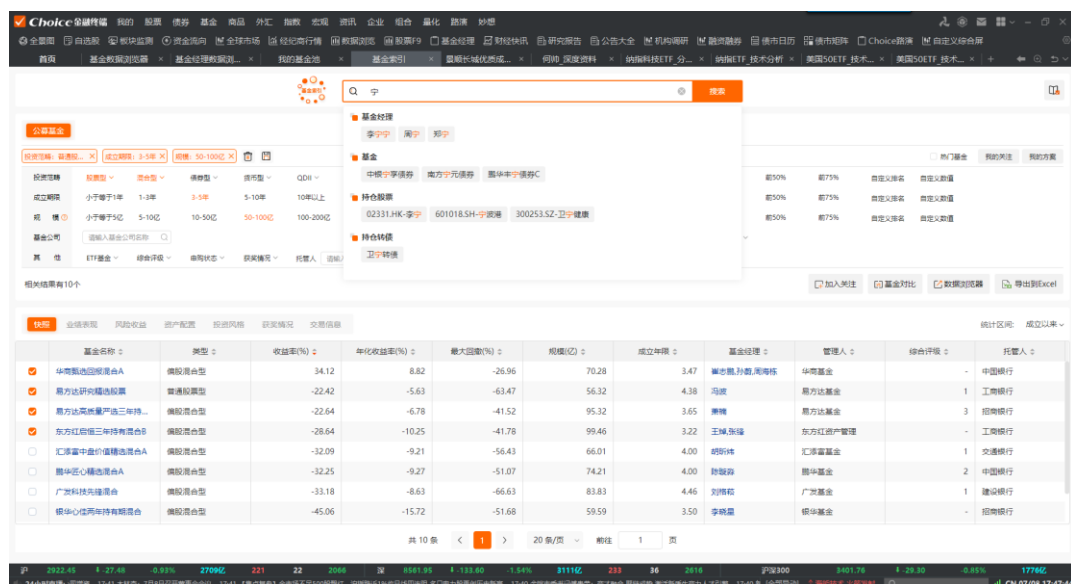 Choice金融终端 我的 股票 债券 基金 商品 外汇 指数 宏观 资讯 企业 组合 量化 路演 妙想
全景图 自选股 板块监测 资金流向 全球市场 经纪商行情 数据浏览 股票F9 基金经理 财经快讯 研究报告 公告大全 机构调研 融资融券 债市日历 债市矩阵 Choice路演 自定义综合屏
首页 基金数据浏览器 × 基金经理数据浏... × 我的基金池 × 基金索引 × 景顺长城优质成... × 何帅_深度资料 × 纳指科技ETF_分... × 纳指ETF_技术分析 × 美国50ETF_技术... × 美国50ETF_技术... × +
基金索引 宁 搜索
基金经理
李宁宁 周宁 郑宁
基金
中银宁享债券 南方宁元债券 鹏华丰宁债券C
持仓股票
02331.HK-李宁 601018.SH-宁波港 300253.SZ-卫宁健康
持仓转债
卫宁转债
公募基金
投资范畴：普通股... × 成立期限：3-5年 × 规模：50-100亿 × 热门基金 我的关注 我的方案
投资范畴 股票型 混合型 债券型 货币型 QDII 前50% 前75% 自定义排名 自定义数值
成立期限 小于等于1年 1-3年 3-5年 5-10年 10年以上 前50% 前75% 自定义排名 自定义数值
规 模 小于等于5亿 5-10亿 10-50亿 50-100亿 100-200亿 前50% 前75% 自定义排名 自定义数值
基金公司 请输入基金公司名称
其 他 ETF基金 综合评级 申购状态 获奖情况 托管人 请输入
相关结果有10个 加入关注 基金对比 数据浏览器 导出到Excel
快照 业绩表现 风险收益 资产配置 投资风格 获奖情况 交易信息 统计区间: 成立以来
基金名称 类型 收益率(%) 年化收益率(%) 最大回撤(%) 规模(亿) 成立年限 基金经理 管理人 综合评级 托管人
华商甄选回报混合A 偏股混合型 34.12 8.82 -26.96 70.28 3.47 崔志鹏,孙蔚,周海栋 华商基金 - 中国银行
易方达研究精选股票 普通股票型 -22.42 -5.63 -63.47 56.32 4.38 冯波 易方达基金 1 工商银行
易方达高质量严选三年持... 偏股混合型 -22.64 -6.78 -41.52 95.32 3.65 萧楠 易方达基金 3 招商银行
东方红启恒三年持有混合B 偏股混合型 -28.64 -10.25 -41.78 99.46 3.22 王焯,张锋 东方红资产管理 - 工商银行
汇添富中盘价值精选混合A 偏股混合型 -32.09 -9.21 -56.43 66.01 4.00 胡昕炜 汇添富基金 1 交通银行
鹏华匠心精选混合A 偏股混合型 -32.25 -9.27 -51.07 74.21 4.00 陈璇淼 鹏华基金 2 中国银行
广发科技先锋混合 偏股混合型 -33.18 -8.63 -66.63 83.83 4.46 刘格菘 广发基金 1 建设银行
银华心佳两年持有期混合 偏股混合型 -45.06 -15.72 -51.68 59.59 3.50 李晓星 银华基金 - 招商银行
共 10 条 < 1 > 20 条/页 前往 1 页
沪 2922.45 -27.48 -0.93% 2709亿 221 22 2066 深 8561.95 -133.60 -1.54% 3111亿 233 36 2616 沪深300 3401.76 -29.30 -0.85% 1776亿